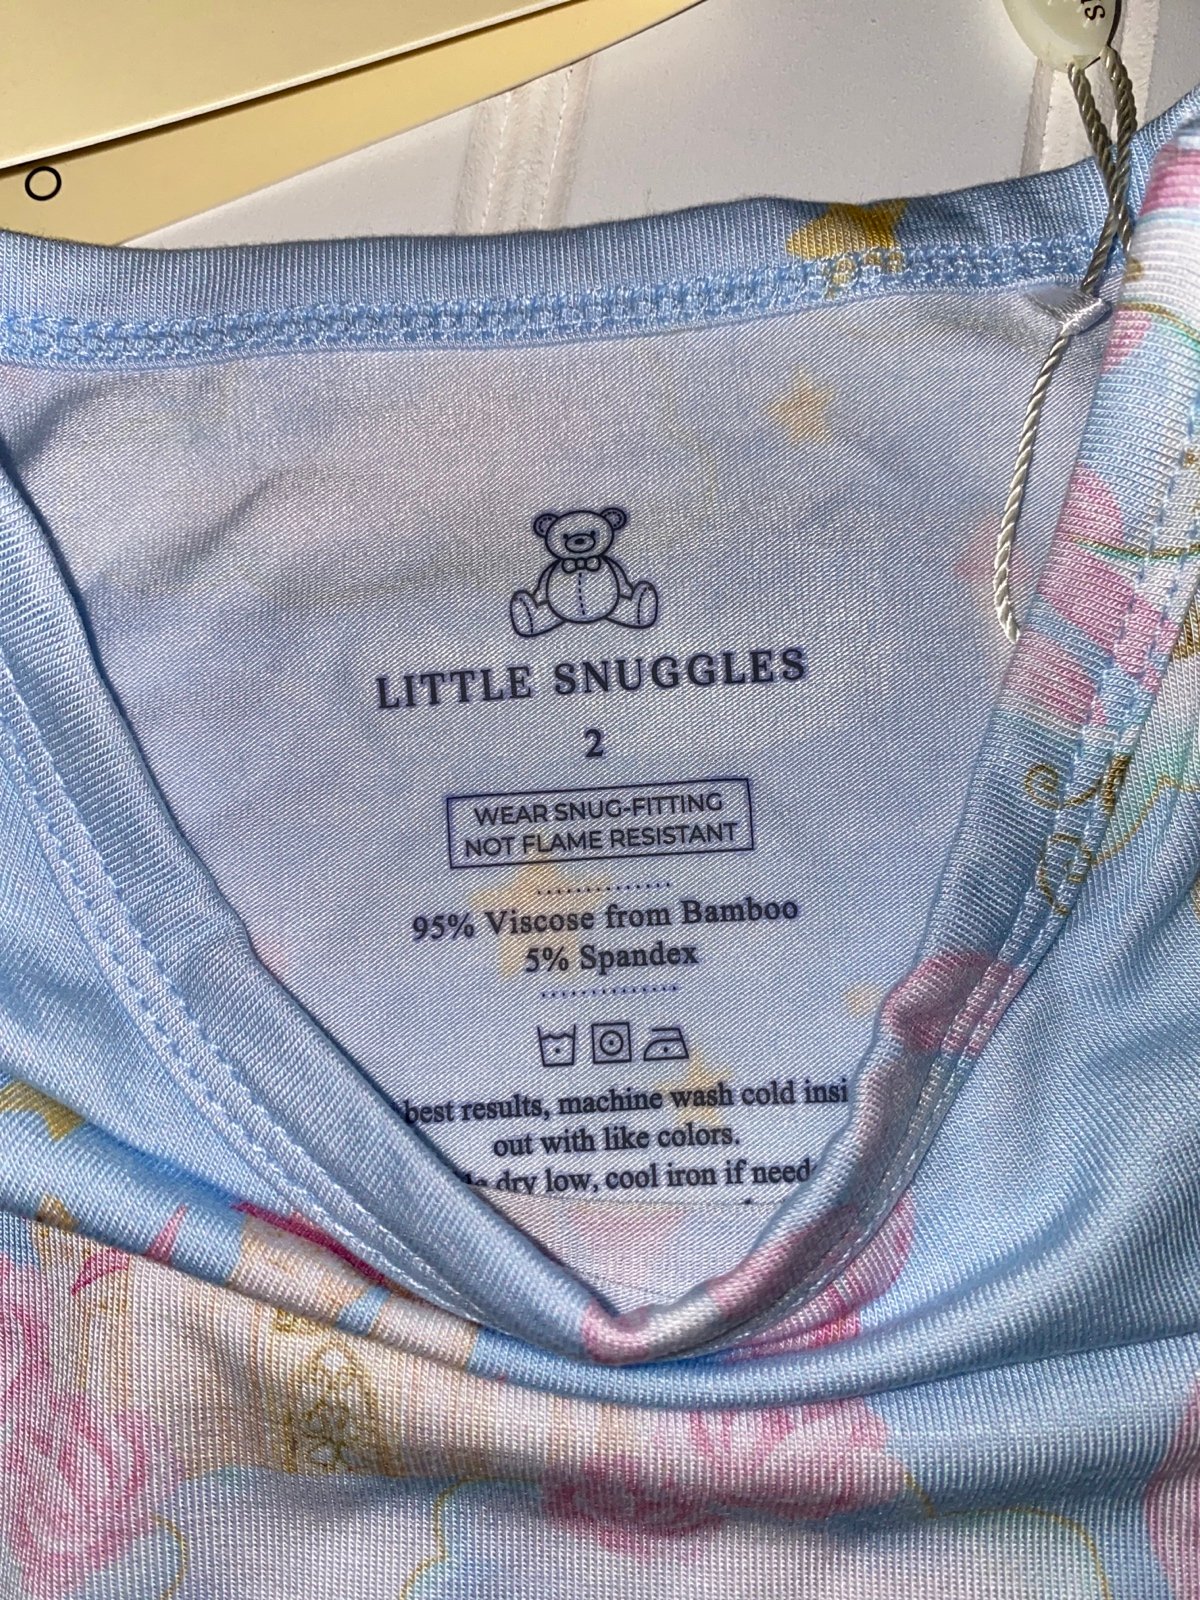 LITTLE SNUGGLES
2
WEAR SNUG-FITTING
NOT FLAME RESISTANT
95% Viscose from Bamboo
5% Spandex
best results, machine wash cold insi
out with like colors.
dry low, cool iron if need